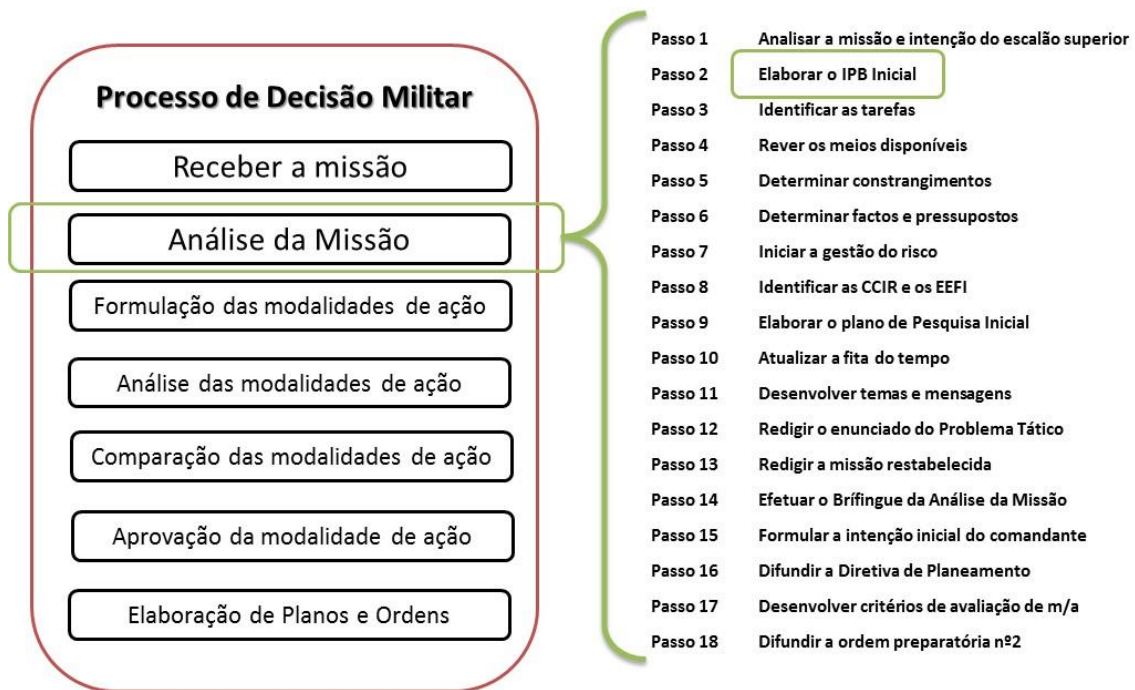 Processo de Decisão Militar
Receber a missão
Análise da Missão
Formulação das modalidades de ação
Análise das modalidades de ação
Comparação das modalidades de ação
Aprovação da modalidade de ação
Elaboração de Planos e Ordens
Passo 1 Analisar a missão e intenção do escalão superior
Passo 2 Elaborar o IPB Inicial
Passo 3 Identificar as tarefas
Passo 4 Rever os meios disponíveis
Passo 5 Determinar constrangimentos
Passo 6 Determinar factos e pressupostos
Passo 7 Iniciar a gestão do risco
Passo 8 Identificar as CCIR e os EEFI
Passo 9 Elaborar o plano de Pesquisa Inicial
Passo 10 Atualizar a fita do tempo
Passo 11 Desenvolver temas e mensagens
Passo 12 Redigir o enunciado do Problema Tático
Passo 13 Redigir a missão restabelecida
Passo 14 Efetuar o Brífingue da Análise da Missão
Passo 15 Formular a intenção inicial do comandante
Passo 16 Difundir a Diretiva de Planeamento
Passo 17 Desenvolver critérios de avaliação de m/a
Passo 18 Difundir a ordem preparatória nº2